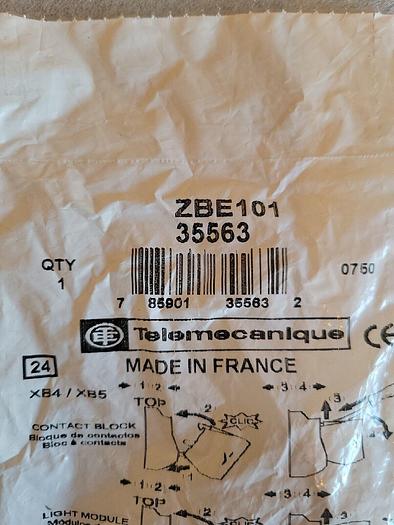 ZBE101
35563
QTY
1
0750
7 85901 35563 2
Telemecanique CE
24
MADE IN FRANCE
XB4 / XB5
1 2
3 4
TOP
2
CLIC
3
CONTACT BLOCK
Bloque de contactos
Bloc à contacts
1
1 2
3 4
TOP
3
LIGHT MODULE
2
CLIC